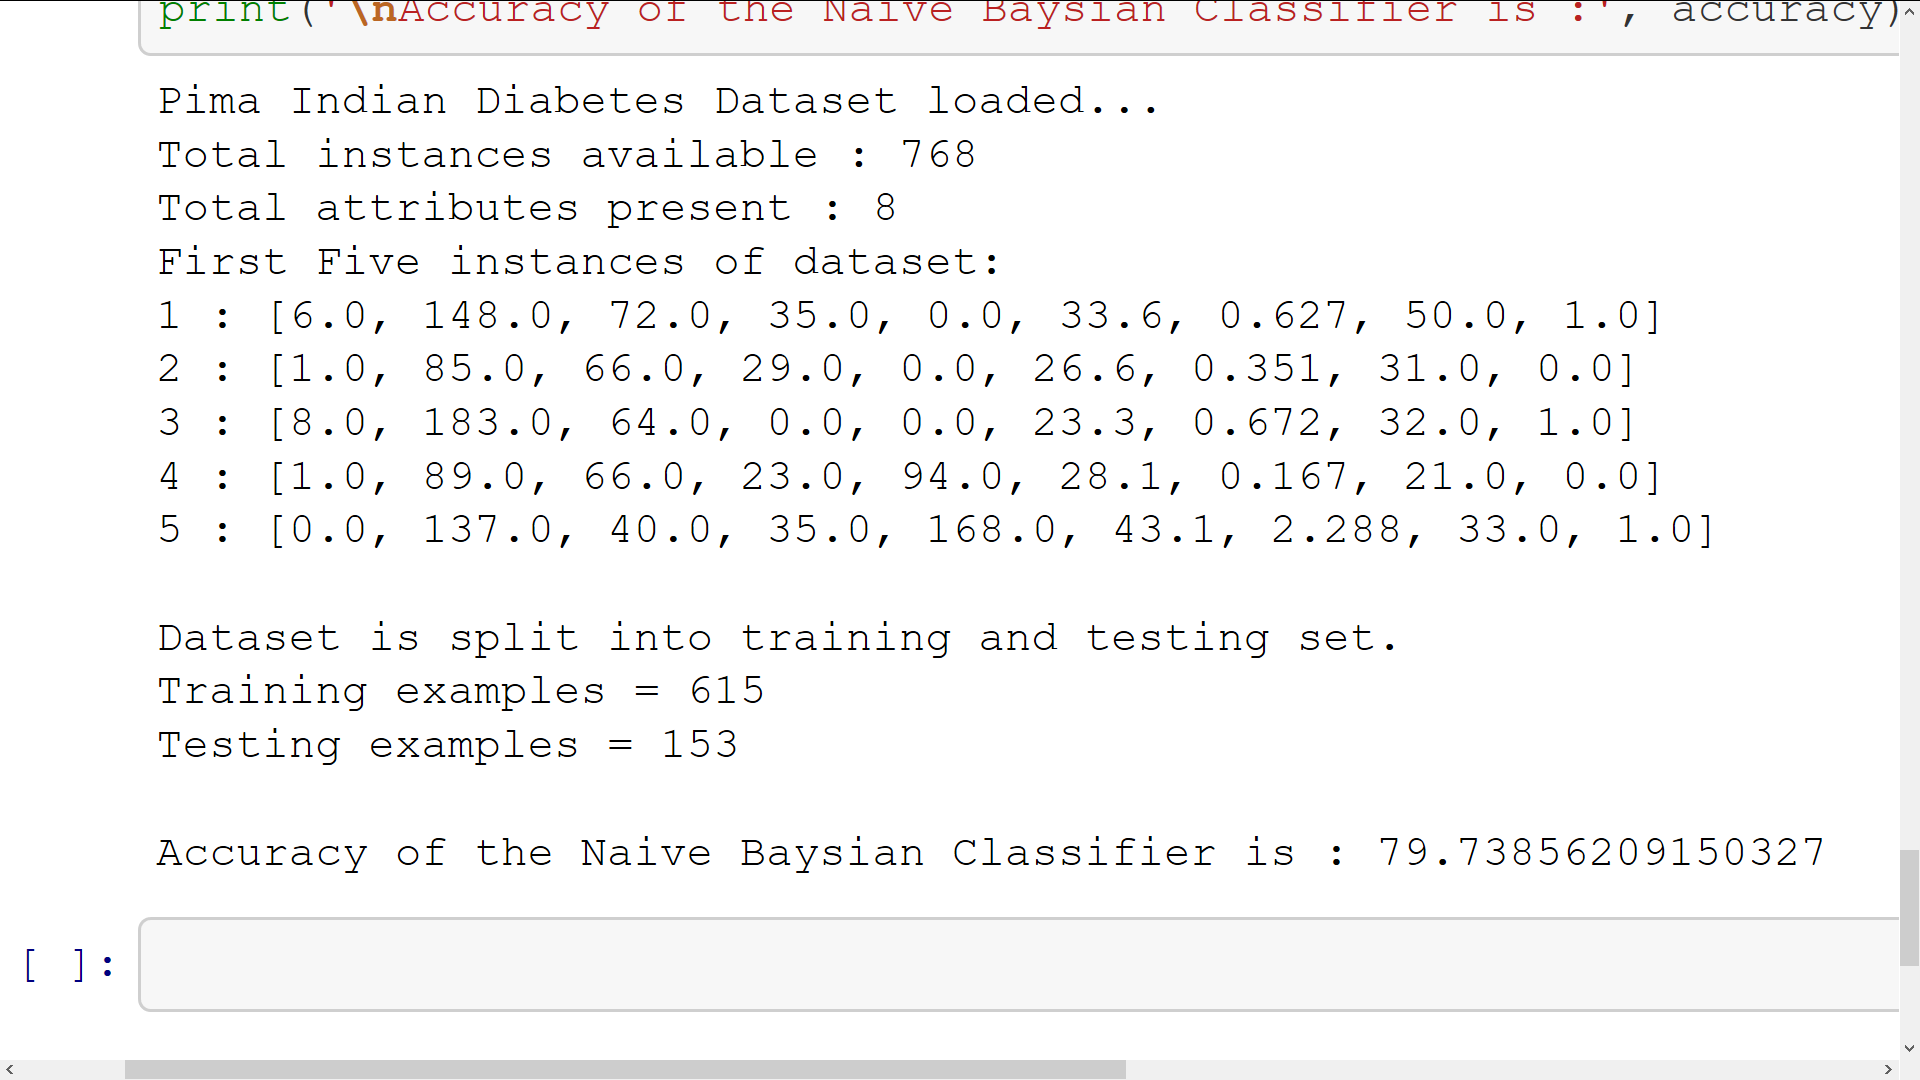 print('\nAccuracy of the Naive Baysian Classifier is :', accuracy)
Pima Indian Diabetes Dataset loaded...
Total instances available : 768
Total attributes present : 8
First Five instances of dataset:
1 : [6.0, 148.0, 72.0, 35.0, 0.0, 33.6, 0.627, 50.0, 1.0]
2 : [1.0, 85.0, 66.0, 29.0, 0.0, 26.6, 0.351, 31.0, 0.0]
3 : [8.0, 183.0, 64.0, 0.0, 0.0, 23.3, 0.672, 32.0, 1.0]
4 : [1.0, 89.0, 66.0, 23.0, 94.0, 28.1, 0.167, 21.0, 0.0]
5 : [0.0, 137.0, 40.0, 35.0, 168.0, 43.1, 2.288, 33.0, 1.0]
Dataset is split into training and testing set.
Training examples = 615
Testing examples = 153
Accuracy of the Naive Baysian Classifier is : 79.73856209150327
[ ]: